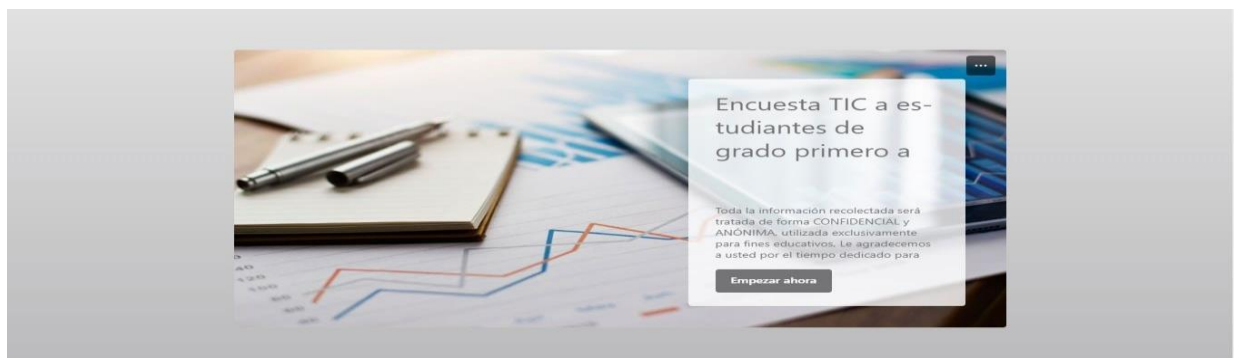 ...
Encuesta TIC a es-
tudiantes de
grado primero a
Toda la información recolectada será
tratada de forma CONFIDENCIAL y
ANÓNIMA, utilizada exclusivamente
para fines educativos. Le agradecemos
a usted por el tiempo dedicado para
Empezar ahora